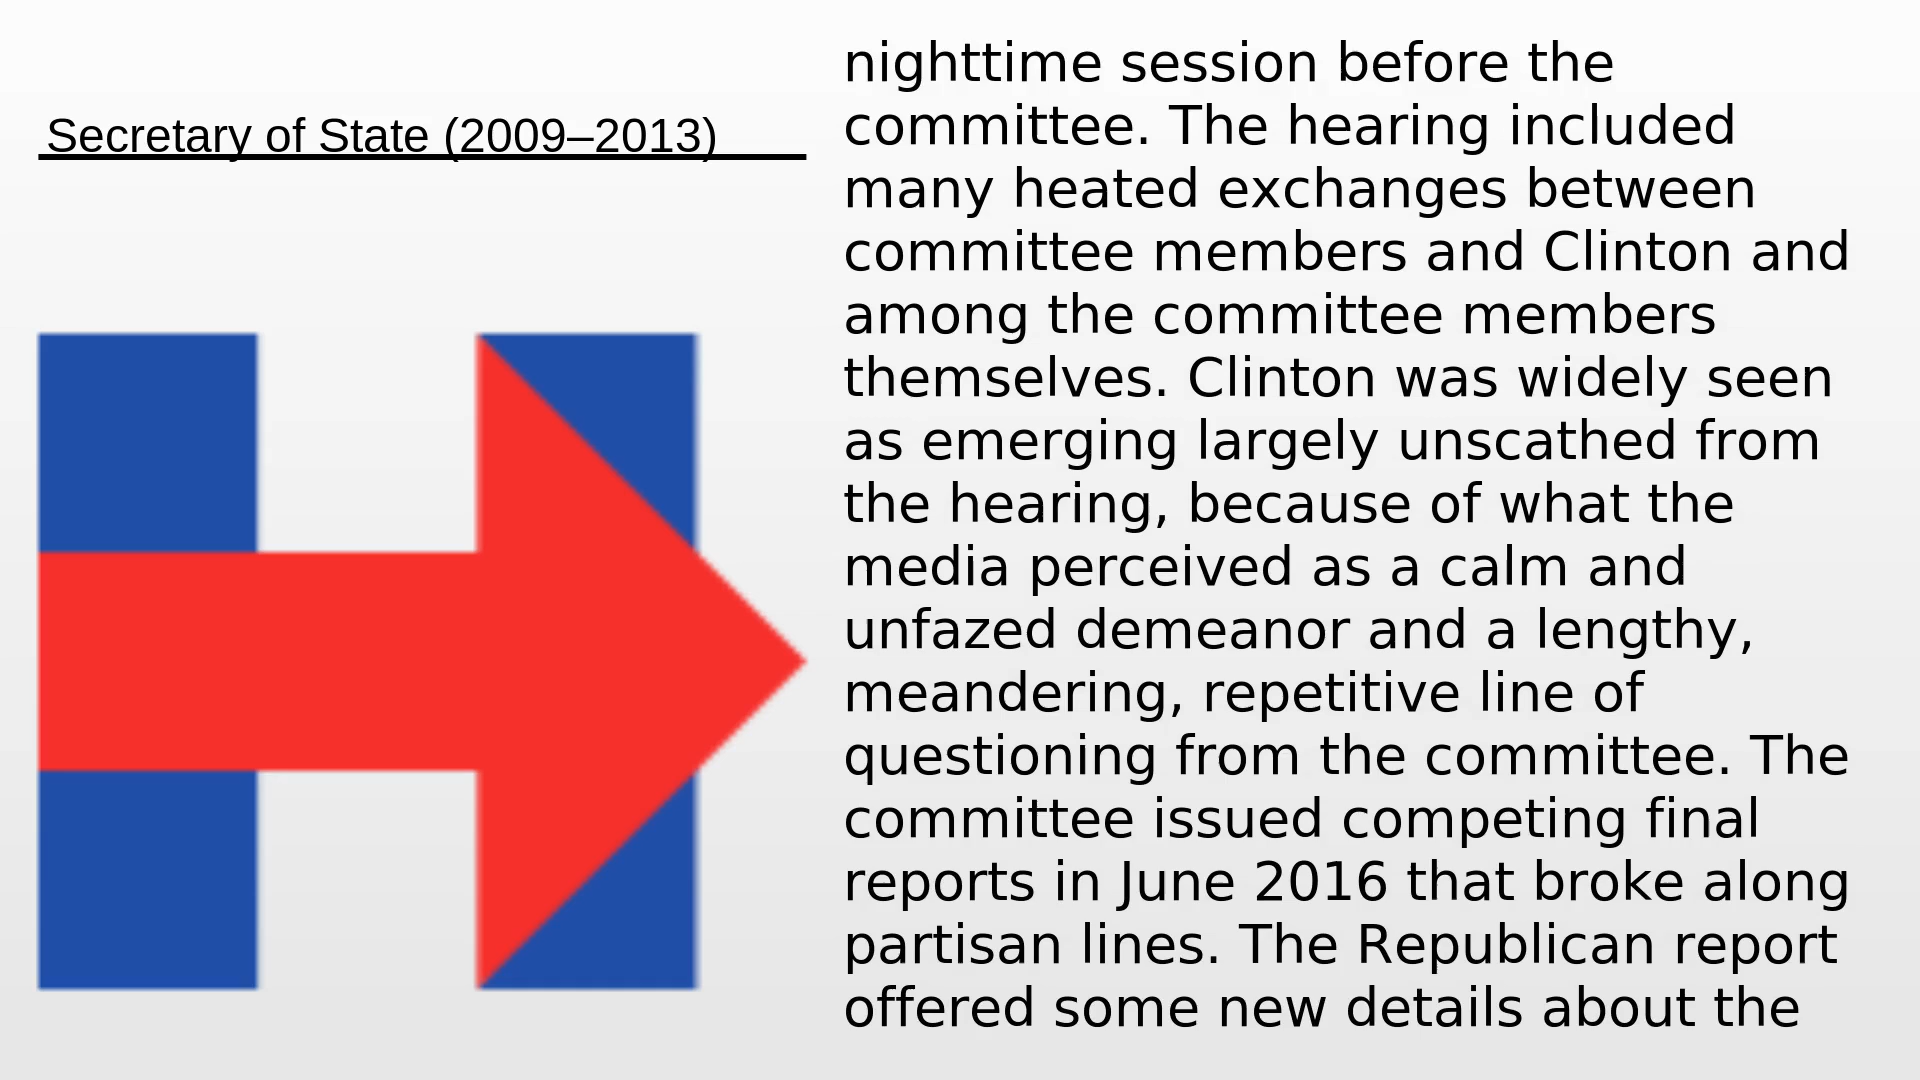 Secretary of State (2009–2013)
nighttime session before the
committee. The hearing included
many heated exchanges between
committee members and Clinton and
among the committee members
themselves. Clinton was widely seen
as emerging largely unscathed from
the hearing, because of what the
media perceived as a calm and
unfazed demeanor and a lengthy,
meandering, repetitive line of
questioning from the committee. The
committee issued competing final
reports in June 2016 that broke along
partisan lines. The Republican report
offered some new details about the